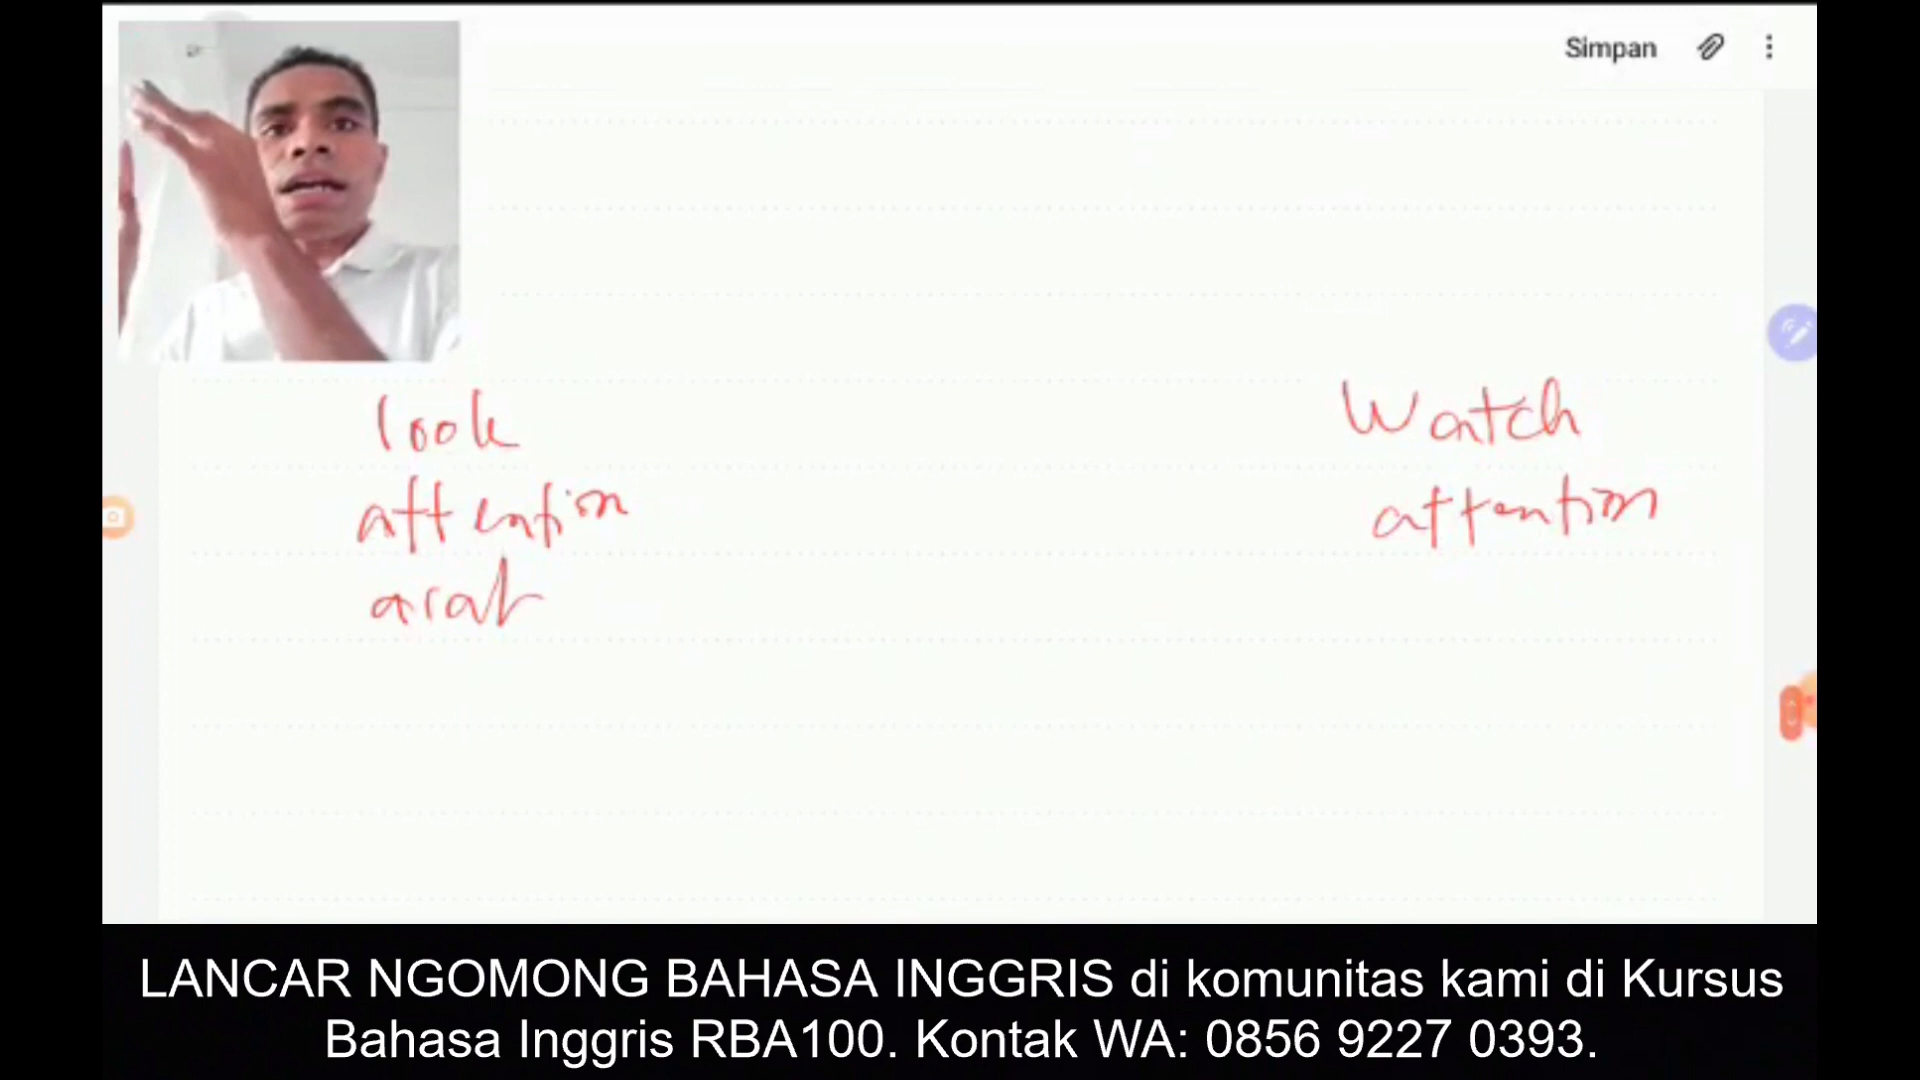 Simpan
look
attention
arah
Watch
attention
LANCAR NGOMONG BAHASA INGGRIS di komunitas kami di Kursus
Bahasa Inggris RBA100. Kontak WA: 0856 9227 0393.